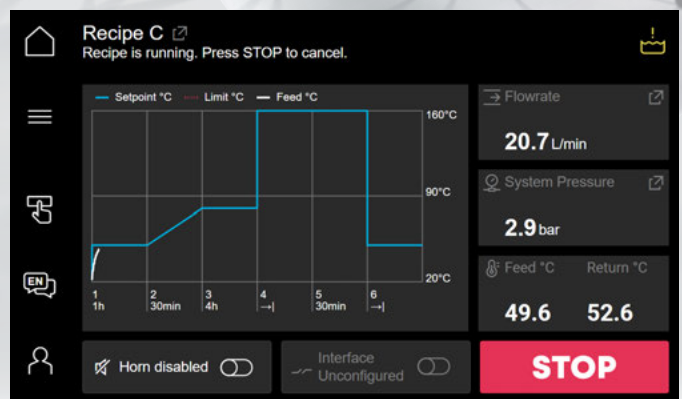 Recipe C
Recipe is running. Press STOP to cancel.
Setpoint °C Limit °C Feed °C
160°C
90°C
20°C
1 2 3 4 5 6
1h 30min 4h →| 30min →|
Flowrate
20.7 L/min
System Pressure
2.9 bar
Feed °C Return °C
49.6 52.6
EN
Horn disabled
Interface
Unconfigured
STOP